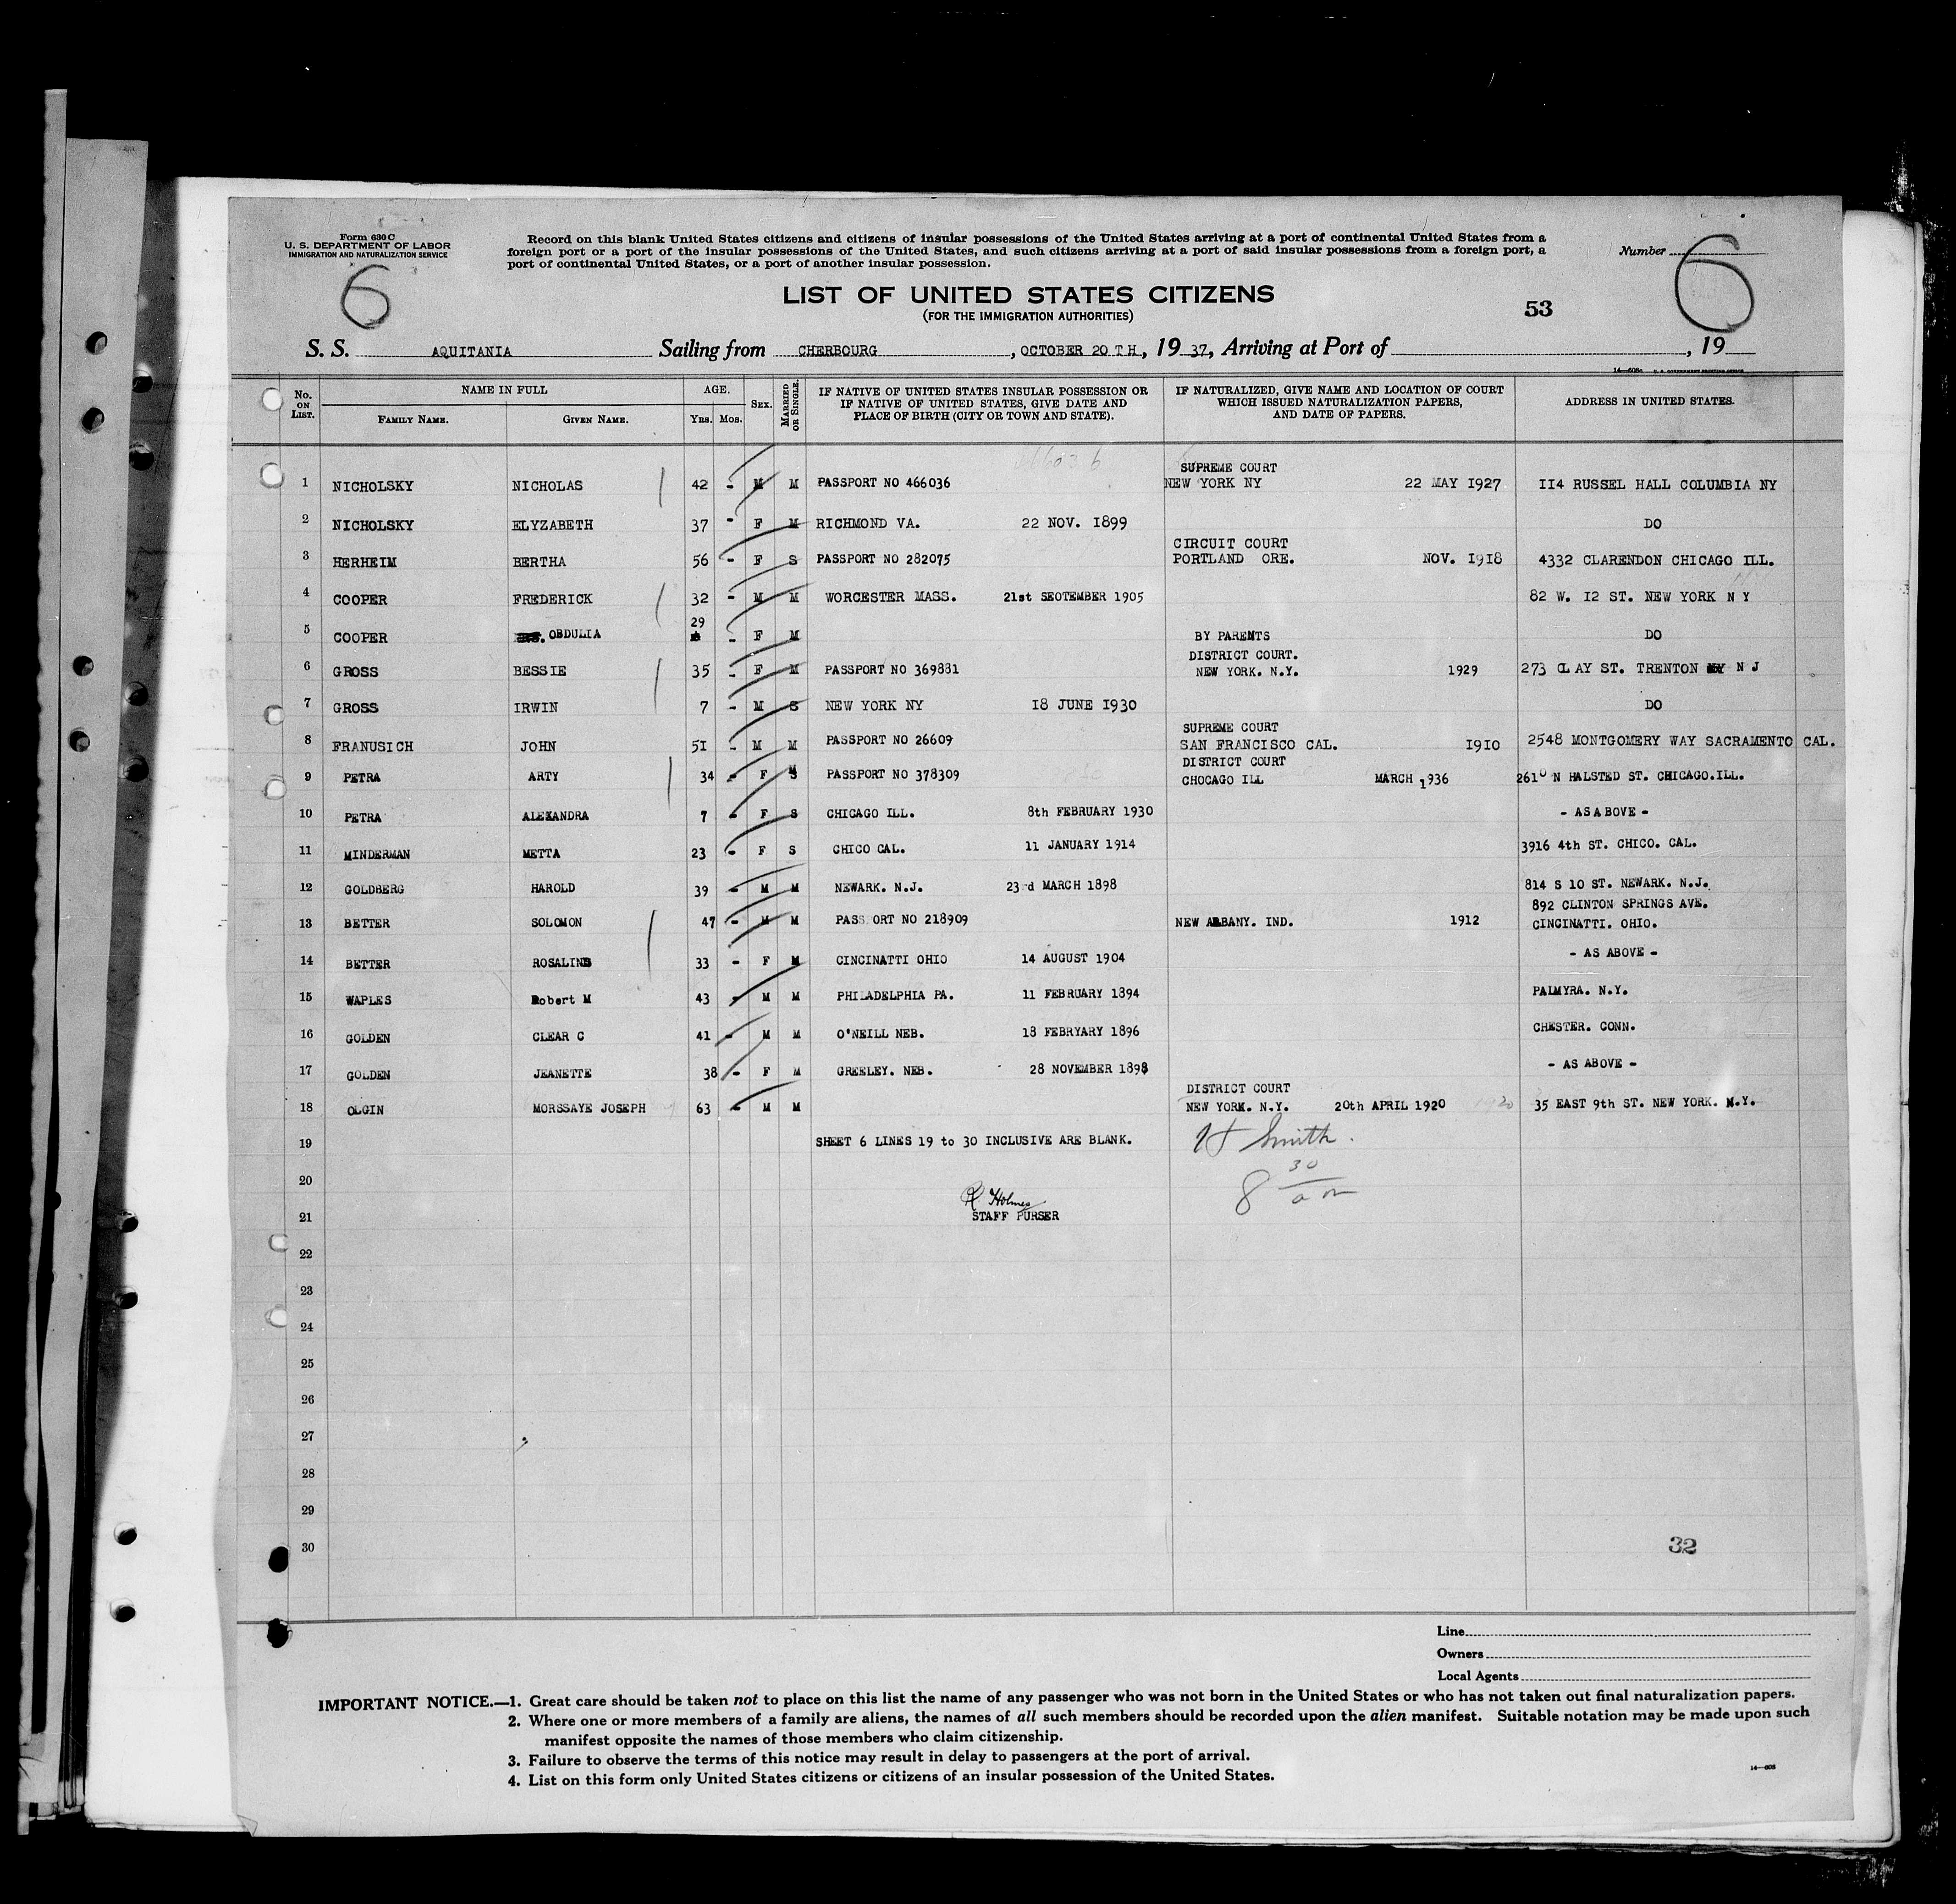 Form 630 C
U. S. DEPARTMENT OF LABOR
IMMIGRATION AND NATURALIZATION SERVICE
Record on this blank United States citizens and citizens of insular possessions of the United States arriving at a port of continental United States from a
foreign port or a port of the insular possessions of the United States, and such citizens arriving at a port of said insular possessions from a foreign port, a
port of continental United States, or a port of another insular possession.
Number
6
6
LIST OF UNITED STATES CITIZENS
(FOR THE IMMIGRATION AUTHORITIES)
53
S. S. AQUITANIA Sailing from CHERBOURG, OCTOBER 20 TH, 19 37, Arriving at Port of , 19
No. ON LIST. NAME IN FULL FAMILY NAME. GIVEN NAME. AGE. YRS. MOS. SEX. MARRIED OR SINGLE. IF NATIVE OF UNITED STATES INSULAR POSSESSION OR IF NATIVE OF UNITED STATES, GIVE DATE AND PLACE OF BIRTH (CITY OR TOWN AND STATE). IF NATURALIZED, GIVE NAME AND LOCATION OF COURT WHICH ISSUED NATURALIZATION PAPERS, AND DATE OF PAPERS. ADDRESS IN UNITED STATES.
SUPREME COURT
1 NICHOLSKY NICHOLAS 42 - M M PASSPORT NO 466036 NEW YORK NY 22 MAY 1927 114 RUSSEL HALL COLUMBIA NY
2 NICHOLSKY ELYZABETH 37 - F M RICHMOND VA. 22 NOV. 1899 DO
CIRCUIT COURT
3 HERHEIM BERTHA 56 - F S PASSPORT NO 282075 PORTLAND ORE. NOV. 1918 4332 CLARENDON CHICAGO ILL.
4 COOPER FREDERICK 32 - M M WORCESTER MASS. 21st SEOTEMBER 1905 82 W. 12 ST. NEW YORK N Y
5 COOPER OBDULIA 29 - F M BY PARENTS DO
DISTRICT COURT.
6 GROSS BESSIE 35 - F M PASSPORT NO 369881 NEW YORK. N.Y. 1929 273 CLAY ST. TRENTON N J
7 GROSS IRWIN 7 - M S NEW YORK NY 18 JUNE 1930 DO
SUPREME COURT
8 FRANUSICH JOHN 51 - M M PASSPORT NO 26609 SAN FRANCISCO CAL. 1910 2548 MONTGOMERY WAY SACRAMENTO CAL.
DISTRICT COURT
9 PETRA ARTY 34 - F M PASSPORT NO 378309 CHOCAGO ILL MARCH 1936 2610 N HALSTED ST. CHICAGO.ILL.
10 PETRA ALEXANDRA 7 - F S CHICAGO ILL. 8th FEBRUARY 1930 - AS ABOVE -
11 MINDERMAN METTA 23 - F S CHICO CAL. 11 JANUARY 1914 3916 4th ST. CHICO. CAL.
12 GOLDBERG HAROLD 39 - M M NEWARK. N.J. 23rd MARCH 1898 814 S 10 ST. NEWARK. N.J.
892 CLINTON SPRINGS AVE.
13 BETTER SOLOMON 47 - M M PASSPORT NO 218909 NEW ALBANY. IND. 1912 CINCINATTI. OHIO.
14 BETTER ROSALIND 33 - F M CINCINATTI OHIO 14 AUGUST 1904 - AS ABOVE -
15 WAPLES Robert M 43 - M M PHILADELPHIA PA. 11 FEBRUARY 1894 PALMYRA. N.Y.
16 GOLDEN CLEAR C 41 - M M O'NEILL NEB. 18 FEBRYARY 1896 CHESTER. CONN.
17 GOLDEN JEANETTE 38 - F M GREELEY. NEB. 28 NOVEMBER 1898 - AS ABOVE -
DISTRICT COURT
18 OLGIN MORSSAYE JOSEPH 63 - M M NEW YORK. N.Y. 20th APRIL 1920 35 EAST 9th ST. NEW YORK. N.Y.
19 SHEET 6 LINES 19 to 30 INCLUSIVE ARE BLANK. Smith.
20 8 30 am
R Holmes
21 STAFF PURSER
22
23
24
25
26
27
28
29
30 32
Line
Owners
Local Agents
IMPORTANT NOTICE.—1. Great care should be taken not to place on this list the name of any passenger who was not born in the United States or who has not taken out final naturalization papers.
2. Where one or more members of a family are aliens, the names of all such members should be recorded upon the alien manifest. Suitable notation may be made upon such
manifest opposite the names of those members who claim citizenship.
3. Failure to observe the terms of this notice may result in delay to passengers at the port of arrival.
4. List on this form only United States citizens or citizens of an insular possession of the United States.
14—608